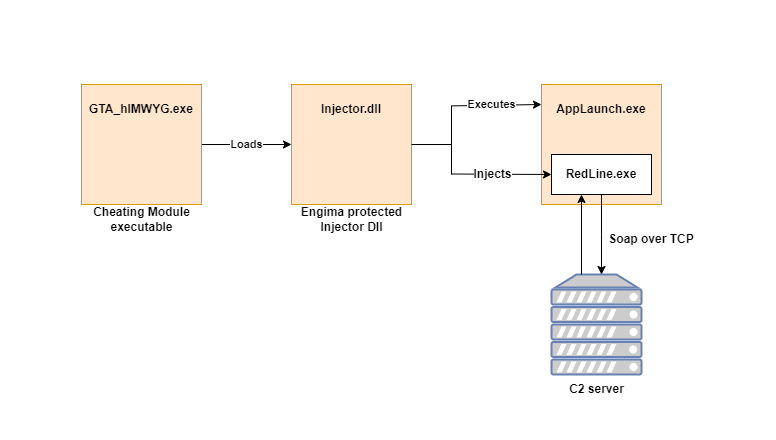 GTA_hIMWYG.exe
Loads
Injector.dll
Executes
Injects
AppLaunch.exe
RedLine.exe
Cheating Module
executable
Engima protected
Injector Dll
Soap over TCP
C2 server